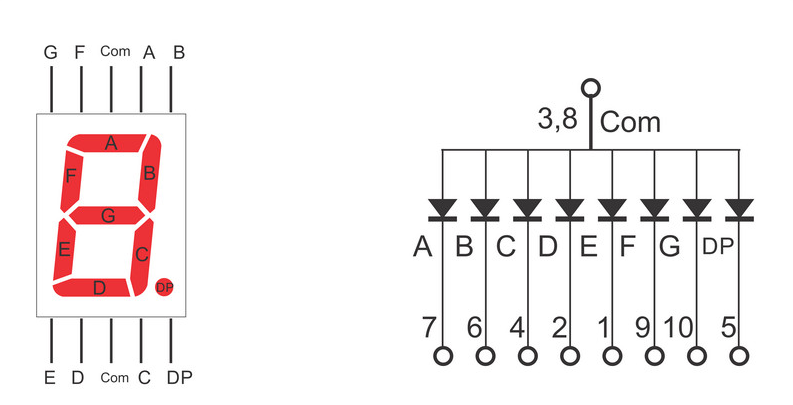 G F Com A B
A
F B
G
E C
D DP
E D Com C DP
3,8 Com
A B C D E F G DP
7 6 4 2 1 9 10 5